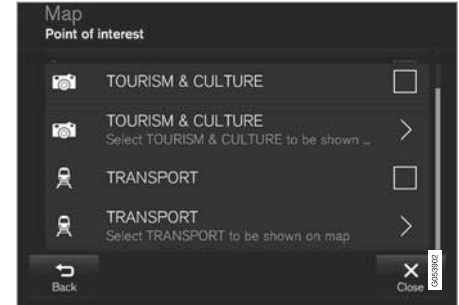 Map
Point of interest
TOURISM & CULTURE
TOURISM & CULTURE
Select TOURISM & CULTURE to be shown ...
TRANSPORT
TRANSPORT
Select TRANSPORT to be shown on map
Back
Close
G053902